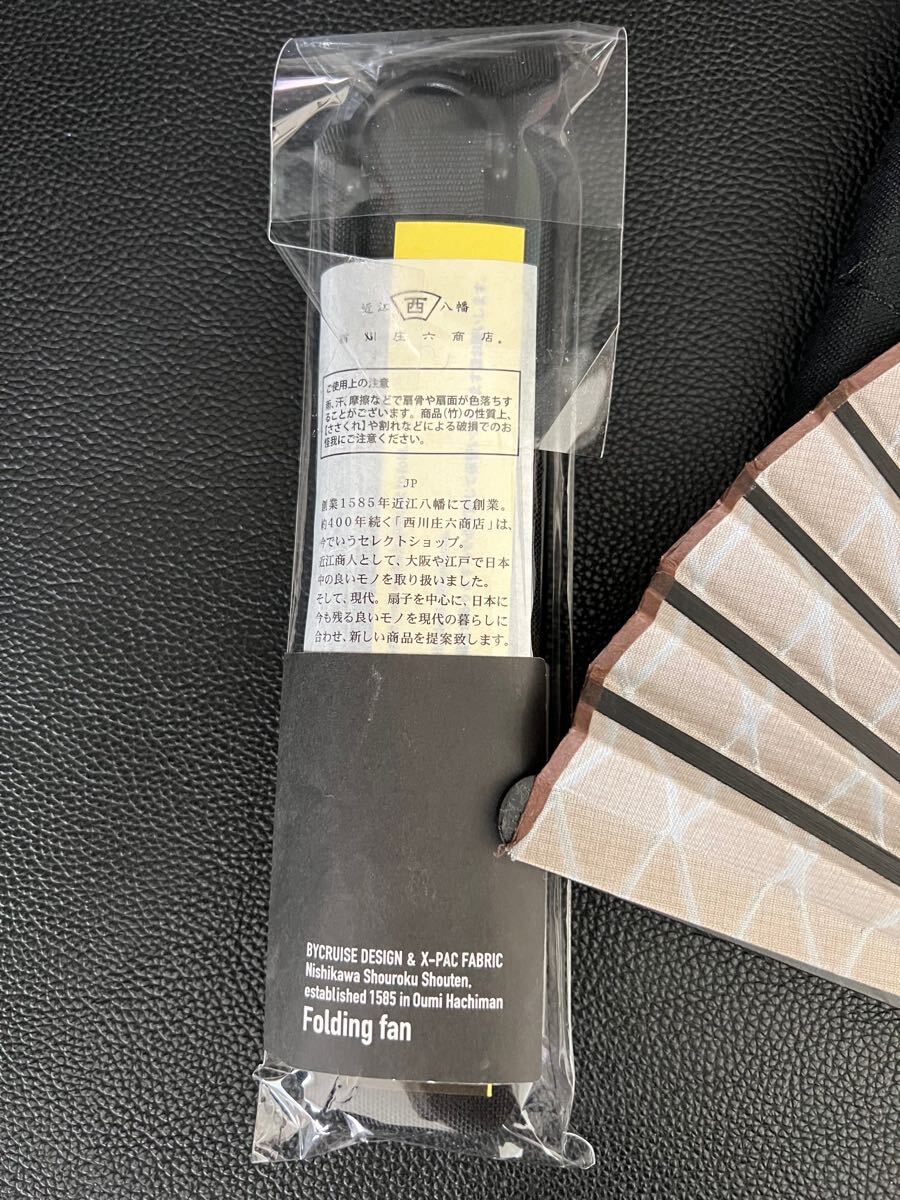 近江 西 八幡
西川庄六商店。
ご使用上の注意
雨、汗、摩擦などで扇骨や扇面が色落ちす
ることがございます。商品(竹)の性質上、
【ささくれ】や割れなどによる破損でのお
怪我にご注意ください。
JP
創業1585年近江八幡にて創業。
約400年続く「西川庄六商店」は、
今でいうセレクトショップ。
近江商人として、大阪や江戸で日本
中の良いモノを取り扱いました。
そして、現代。扇子を中心に、日本に
今も残る良いモノを現代の暮らしに
合わせ、新しい商品を提案致します。
BYCRUISE DESIGN & X-PAC FABRIC
Nishikawa Shouroku Shouten,
established 1585 in Oumi Hachiman
Folding fan